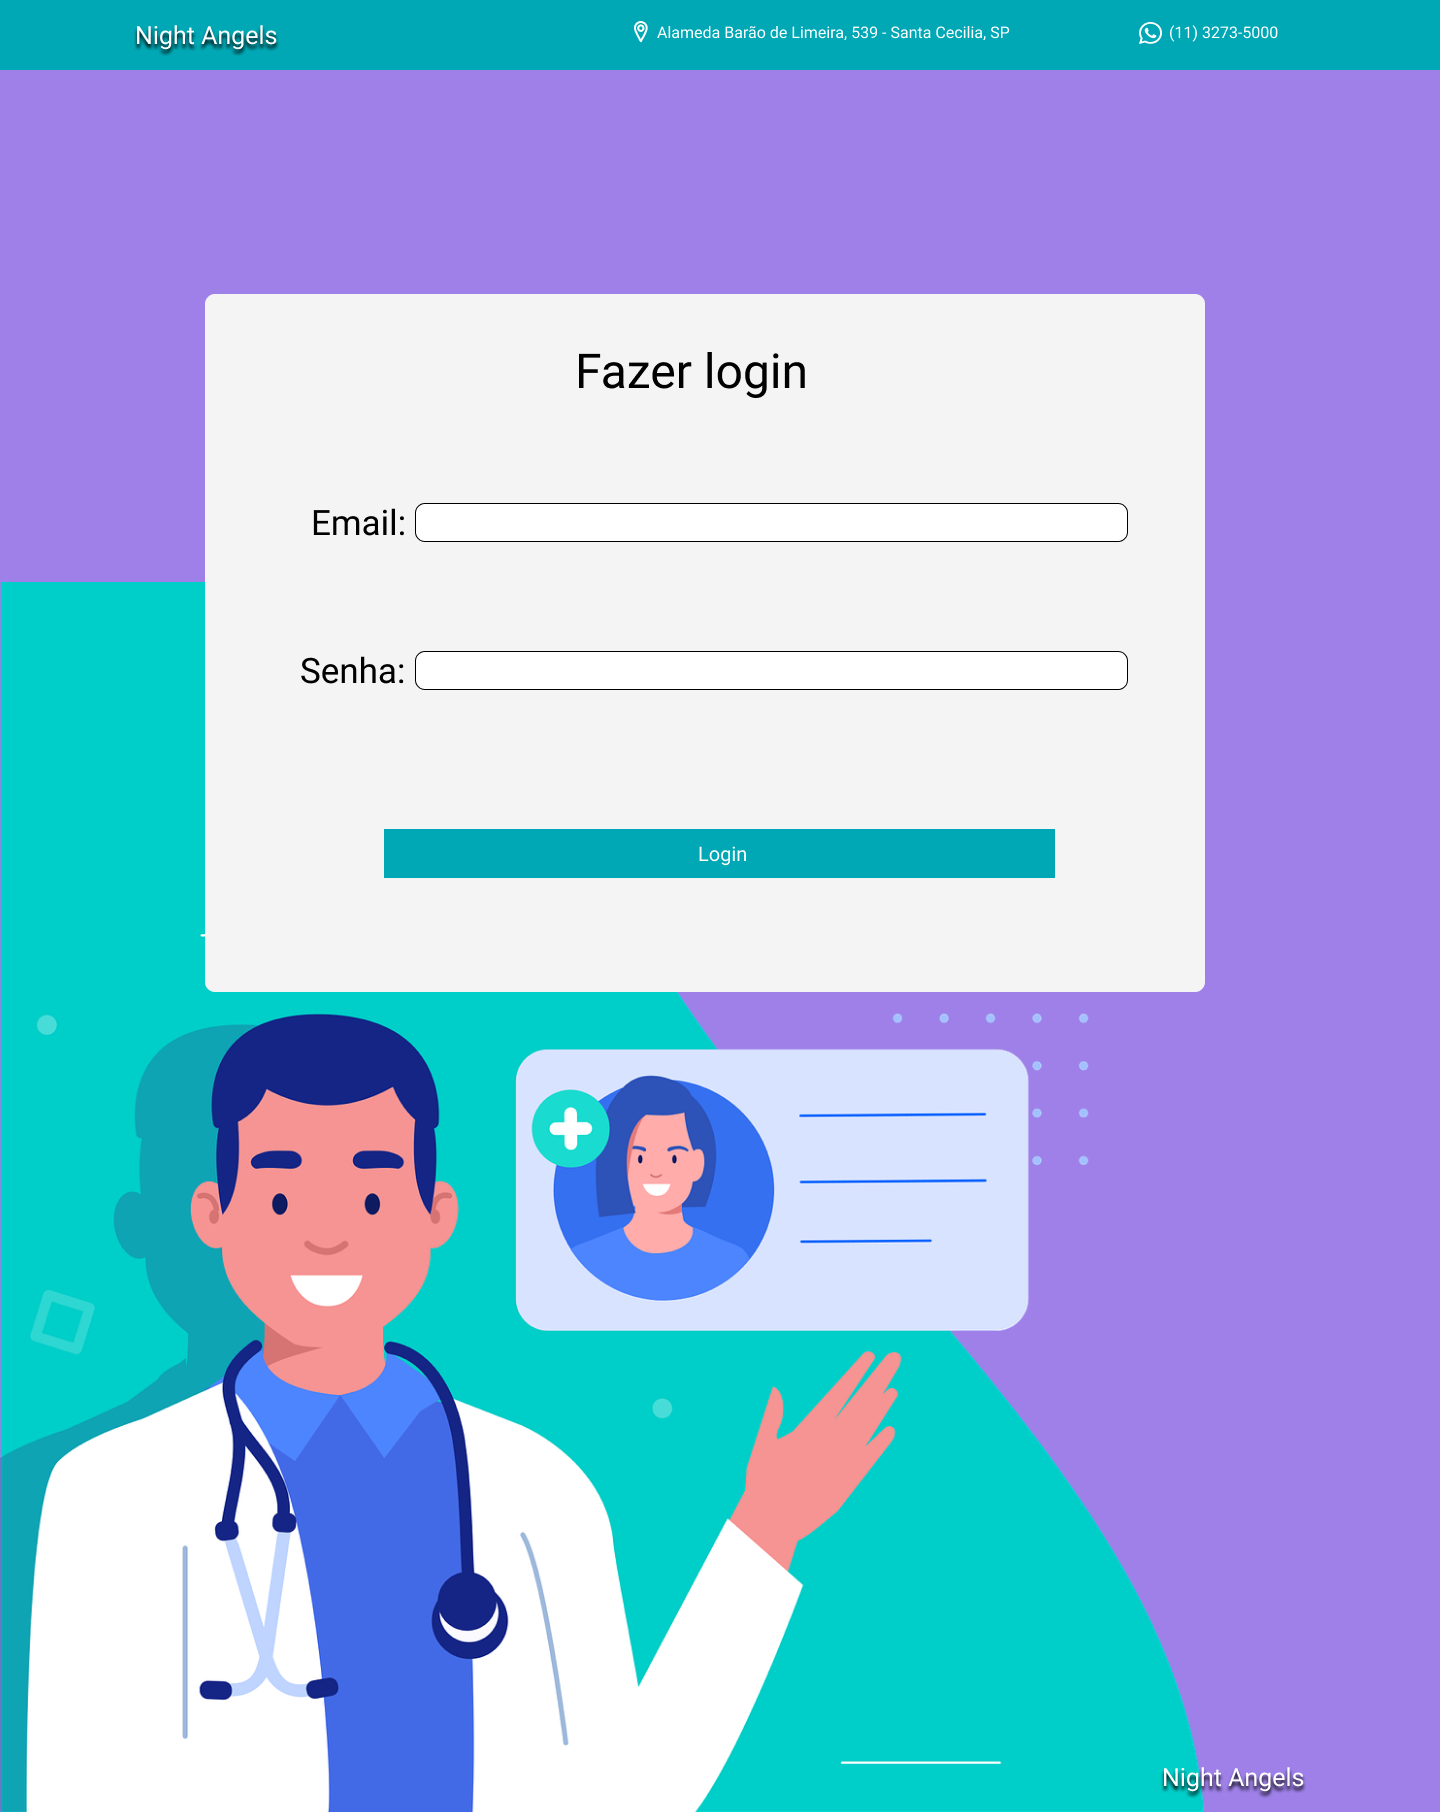 Night Angels
Alameda Barão de Limeira, 539 - Santa Cecilia, SP
(11) 3273-5000
Fazer login
Email:
Senha:
Login
Night Angels